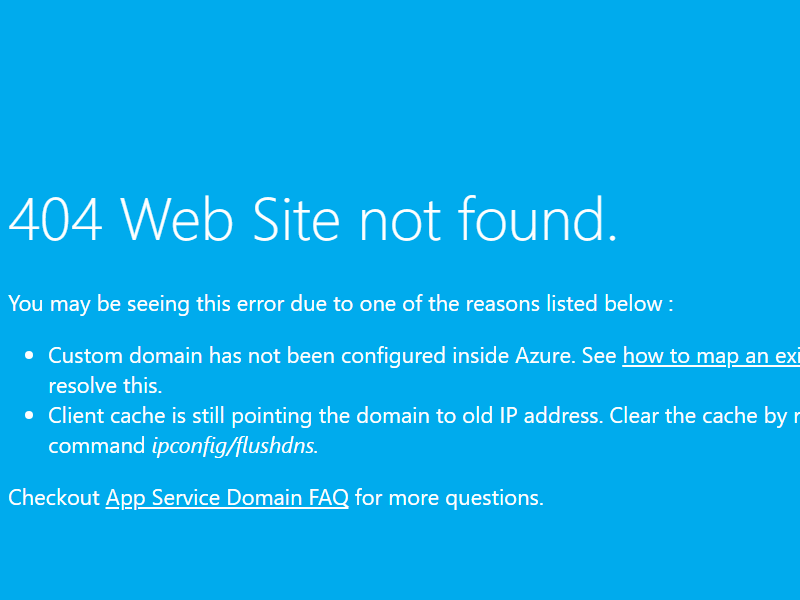 404 Web Site not found.
You may be seeing this error due to one of the reasons listed below :
Custom domain has not been configured inside Azure. See how to map an
resolve this.
Client cache is still pointing the domain to old IP address. Clear the cache by
command ipconfig/flushdns.
Checkout App Service Domain FAQ for more questions.